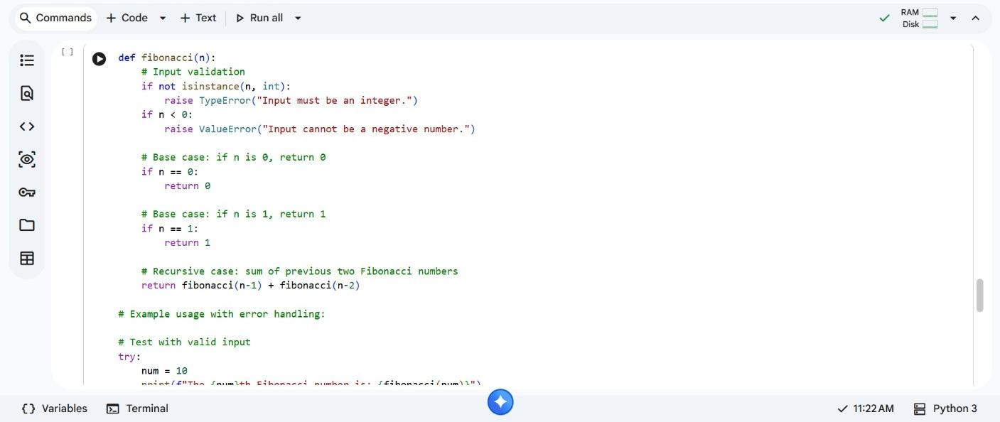 Commands + Code + Text Run all RAM
Disk
[ ]
def fibonacci(n):
    # Input validation
    if not isinstance(n, int):
        raise TypeError("Input must be an integer.")
    if n < 0:
        raise ValueError("Input cannot be a negative number.")
    # Base case: if n is 0, return 0
    if n == 0:
        return 0
    # Base case: if n is 1, return 1
    if n == 1:
        return 1
    # Recursive case: sum of previous two Fibonacci numbers
    return fibonacci(n-1) + fibonacci(n-2)
# Example usage with error handling:
# Test with valid input
try:
    num = 10
    print(f"The {num}th Fibonacci number is: {fibonacci(num)}")
{} Variables Terminal 11:22 AM Python 3